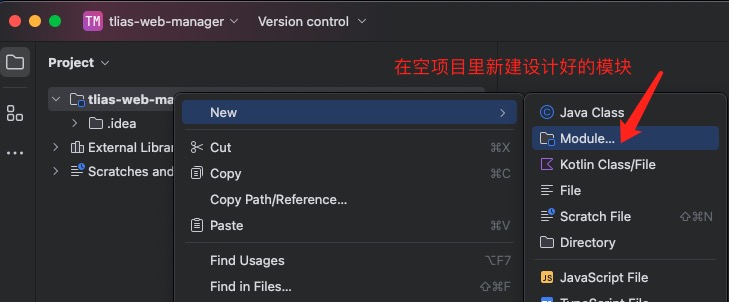 TM tlias-web-manager Version control
Project
在空项目里新建设计好的模块
tlias-web-ma
.idea
External Libra
Scratches and
New
Cut ⌘X
Copy ⌘C
Copy Path/Reference...
Paste ⌘V
Find Usages ⌥F7
Find in Files... ⇧⌘F
Java Class
Module...
Kotlin Class/File
File
Scratch File ⇧⌘N
Directory
JS JavaScript File